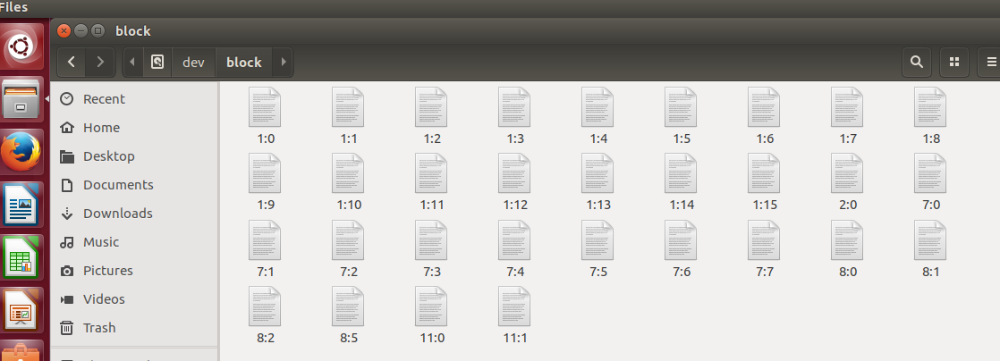 Files
block
dev block
Recent
Home
Desktop
Documents
Downloads
Music
Pictures
Videos
Trash
1:0 1:1 1:2 1:3 1:4 1:5 1:6 1:7 1:8
1:9 1:10 1:11 1:12 1:13 1:14 1:15 2:0 7:0
7:1 7:2 7:3 7:4 7:5 7:6 7:7 8:0 8:1
8:2 8:5 11:0 11:1